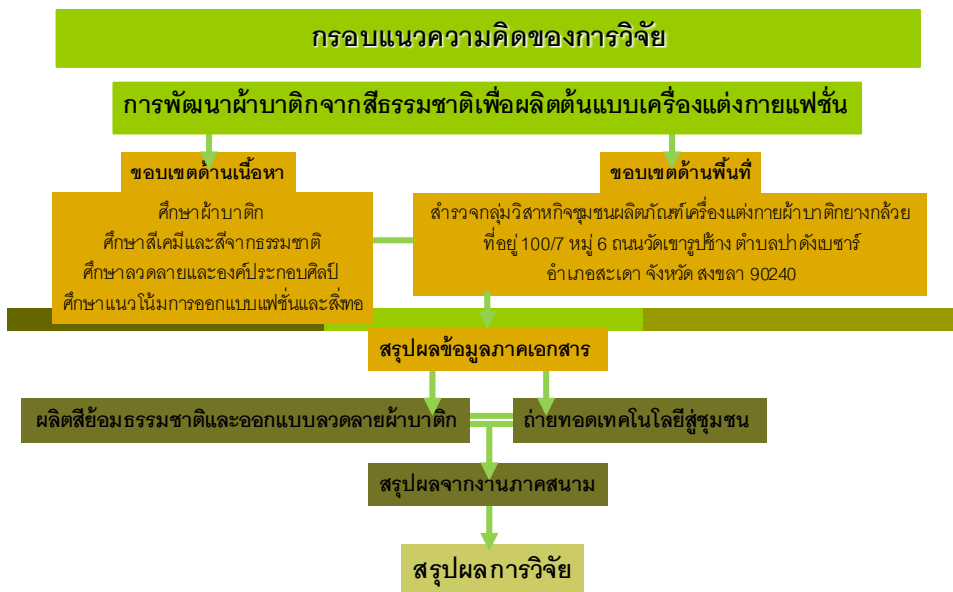 กรอบแนวความคิดของการวิจัย
การพัฒนาผ้าบาติกจากสีธรรมชาติเพื่อผลิตต้นแบบเครื่องแต่งกายแฟชั่น
ขอบเขตด้านเนื้อหา
ศึกษาผ้าบาติก
ศึกษาสีเคมีและสีจากธรรมชาติ
ศึกษาลวดลายและองค์ประกอบศิลป์
ศึกษาแนวโน้มการออกแบบแฟชั่นและสิ่งทอ
ขอบเขตด้านพื้นที่
สำรวจกลุ่มวิสาหกิจชุมชนผลิตภัณฑ์เครื่องแต่งกายผ้าบาติกยางกล้วย
ที่อยู่ 100/7 หมู่ 6 ถนนวัดเขารูปช้าง ตำบลปาดังเบซาร์
อำเภอสะเดา จังหวัด สงขลา 90240
สรุปผลข้อมูลภาคเอกสาร
ผลิตสีย้อมธรรมชาติและออกแบบลวดลายผ้าบาติก
ถ่ายทอดเทคโนโลยีสู่ชุมชน
สรุปผลจากงานภาคสนาม
สรุปผลการวิจัย